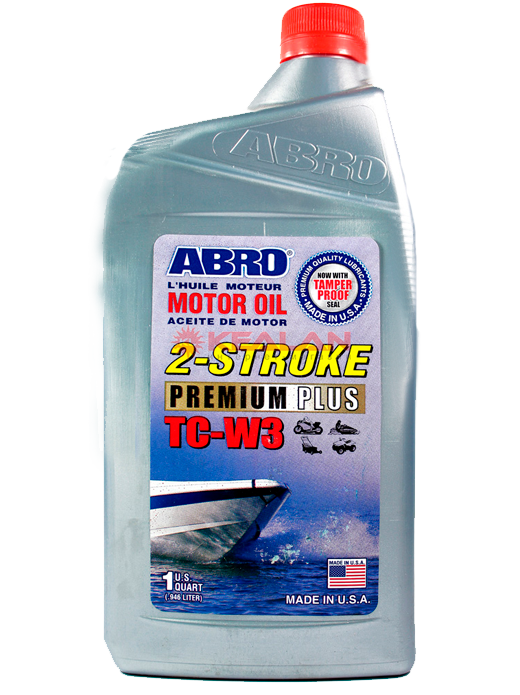 ABRO
ABRO®
L'HUILE MOTEUR
MOTOR OIL
ACEITE DE MOTOR
PREMIUM QUALITY LUBRICANTS
NOW WITH
TAMPER
PROOF
SEAL
MADE IN U.S.A.
KEALAN
2-STROKE
PREMIUM PLUS
TC-W3
MADE IN U.S.A.
1 U.S.
QUART
(.946 LITER)
MADE IN U.S.A.